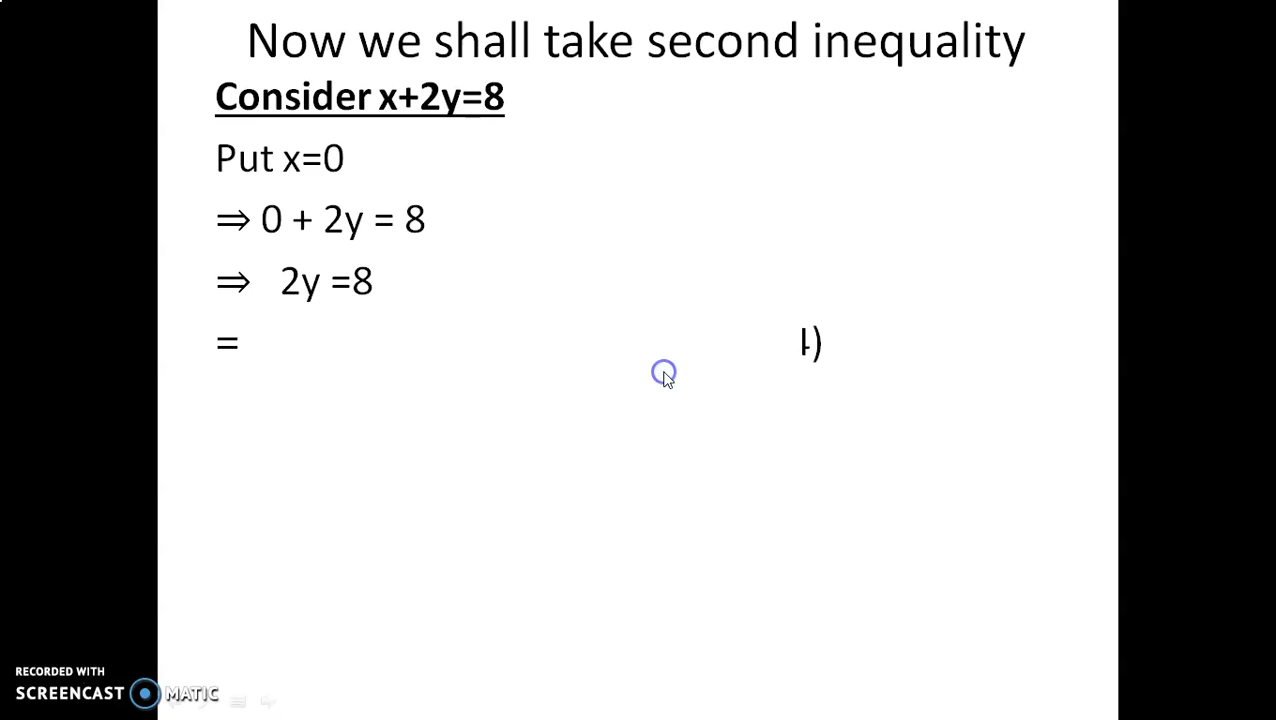 Now we shall take second inequality
Consider x+2y=8
Put x=0
⇒ 0 + 2y = 8
⇒ 2y =8
= )
RECORDED WITH
SCREENCAST MATIC